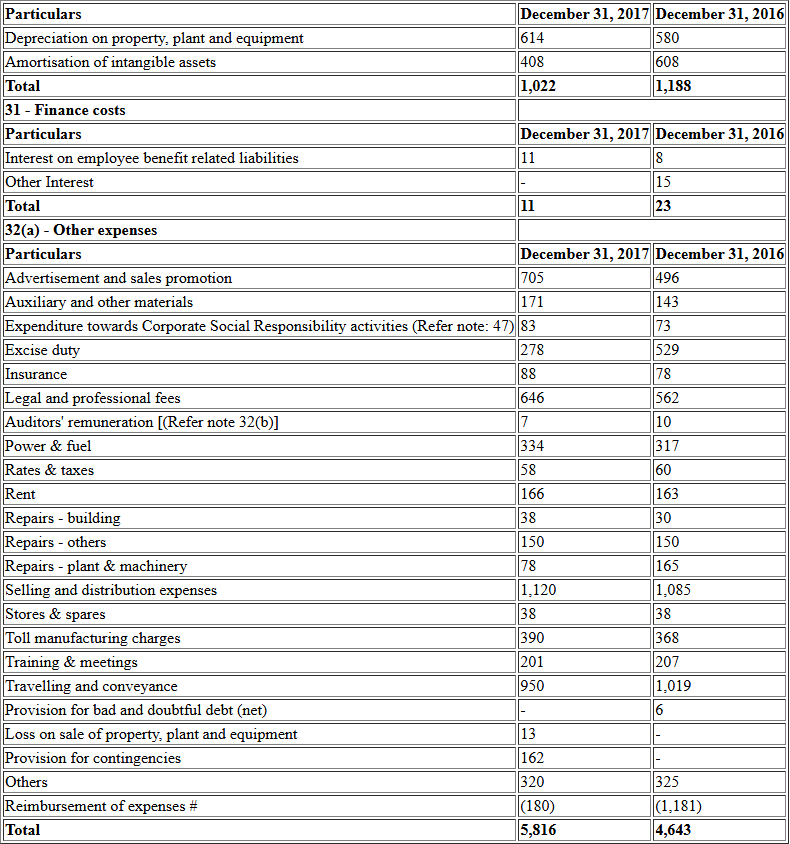 Particulars December 31, 2017 December 31, 2016
Depreciation on property, plant and equipment 614 580
Amortisation of intangible assets 408 608
Total 1,022 1,188
31 - Finance costs
Particulars December 31, 2017 December 31, 2016
Interest on employee benefit related liabilities 11 8
Other Interest - 15
Total 11 23
32(a) - Other expenses
Particulars December 31, 2017 December 31, 2016
Advertisement and sales promotion 705 496
Auxiliary and other materials 171 143
Expenditure towards Corporate Social Responsibility activities (Refer note: 47) 83 73
Excise duty 278 529
Insurance 88 78
Legal and professional fees 646 562
Auditors' remuneration [(Refer note 32(b)] 7 10
Power & fuel 334 317
Rates & taxes 58 60
Rent 166 163
Repairs - building 38 30
Repairs - others 150 150
Repairs - plant & machinery 78 165
Selling and distribution expenses 1,120 1,085
Stores & spares 38 38
Toll manufacturing charges 390 368
Training & meetings 201 207
Travelling and conveyance 950 1,019
Provision for bad and doubtful debt (net) - 6
Loss on sale of property, plant and equipment 13 -
Provision for contingencies 162 -
Others 320 325
Reimbursement of expenses # (180) (1,181)
Total 5,816 4,643